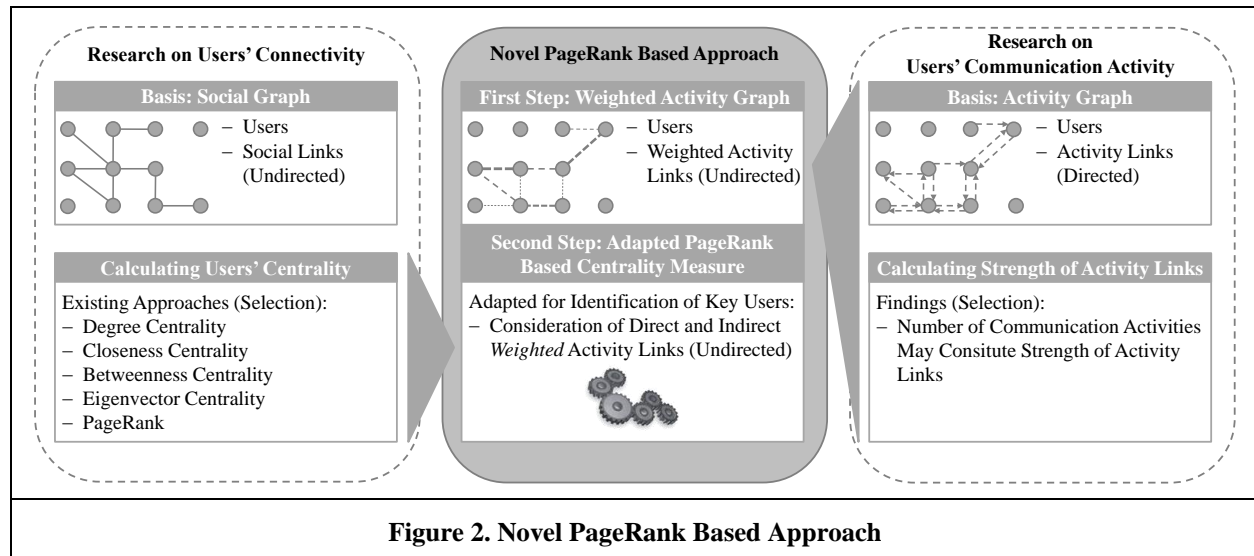 Research on Users' Connectivity
Basis: Social Graph
– Users
– Social Links
(Undirected)
Calculating Users' Centrality
Existing Approaches (Selection):
– Degree Centrality
– Closeness Centrality
– Betweenness Centrality
– Eigenvector Centrality
– PageRank
Novel PageRank Based Approach
First Step: Weighted Activity Graph
– Users
– Weighted Activity
Links (Undirected)
Second Step: Adapted PageRank
Based Centrality Measure
Adapted for Identification of Key Users:
– Consideration of Direct and Indirect
Weighted Activity Links (Undirected)
Research on
Users' Communication Activity
Basis: Activity Graph
– Users
– Activity Links
(Directed)
Calculating Strength of Activity Links
Findings (Selection):
– Number of Communication Activities
May Consitute Strength of Activity
Links
Figure 2. Novel PageRank Based Approach